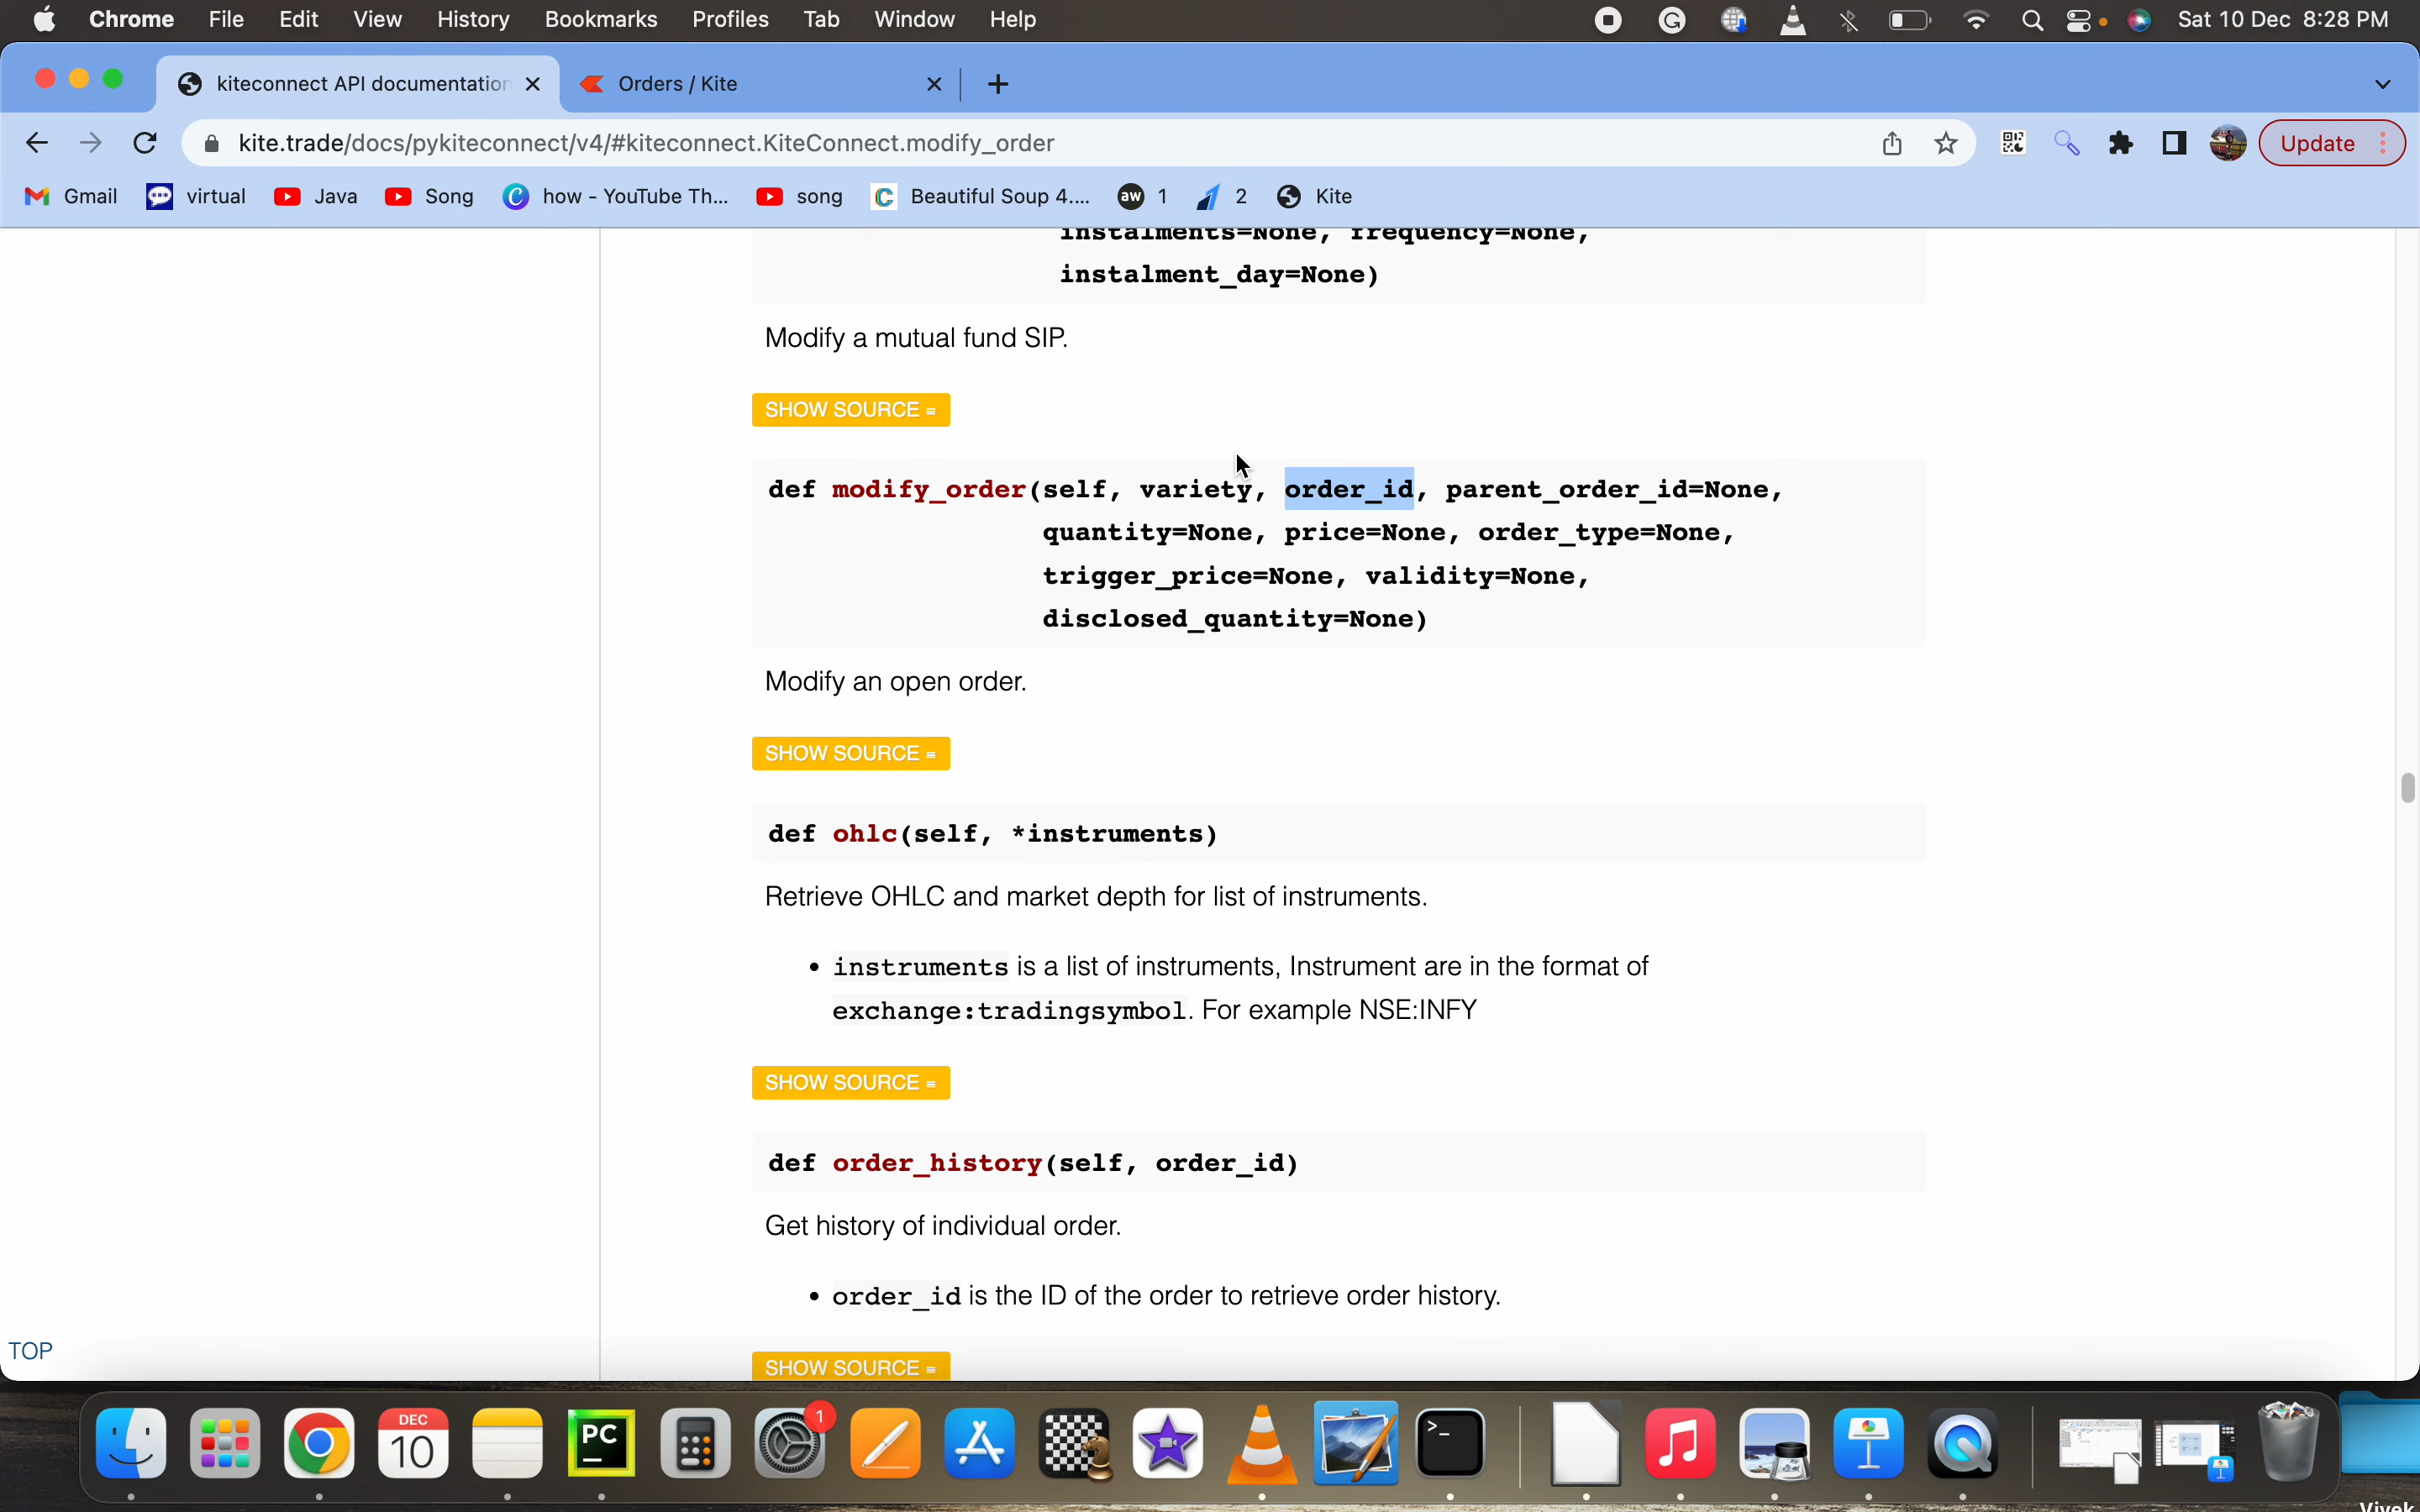 Chrome File Edit View History Bookmarks Profiles Tab Window Help Sat 10 Dec 8:28 PM
kiteconnect API documentation Orders / Kite
kite.trade/docs/pykiteconnect/v4/#kiteconnect.KiteConnect.modify_order Update
Gmail virtual Java Song how - YouTube Th... song Beautiful Soup 4.... aw 1 2 Kite
instalments=None, frequency=None,
instalment_day=None)
Modify a mutual fund SIP.
SHOW SOURCE ≡
def modify_order(self, variety, order_id, parent_order_id=None,
quantity=None, price=None, order_type=None,
trigger_price=None, validity=None,
disclosed_quantity=None)
Modify an open order.
SHOW SOURCE ≡
def ohlc(self, *instruments)
Retrieve OHLC and market depth for list of instruments.
• instruments is a list of instruments, Instrument are in the format of
exchange:tradingsymbol. For example NSE:INFY
SHOW SOURCE ≡
def order_history(self, order_id)
Get history of individual order.
• order_id is the ID of the order to retrieve order history.
TOP
SHOW SOURCE ≡
DEC
10
PC
1
>_
Vivek